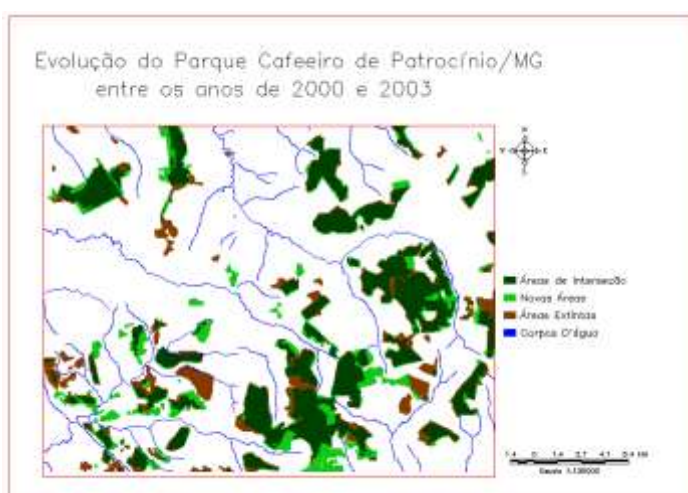 Evolução do Parque Cafeeiro de Patrocínio/MG
entre os anos de 2000 e 2003
Áreas de Interseção
Novas Áreas
Áreas Extintas
Corpos D'água